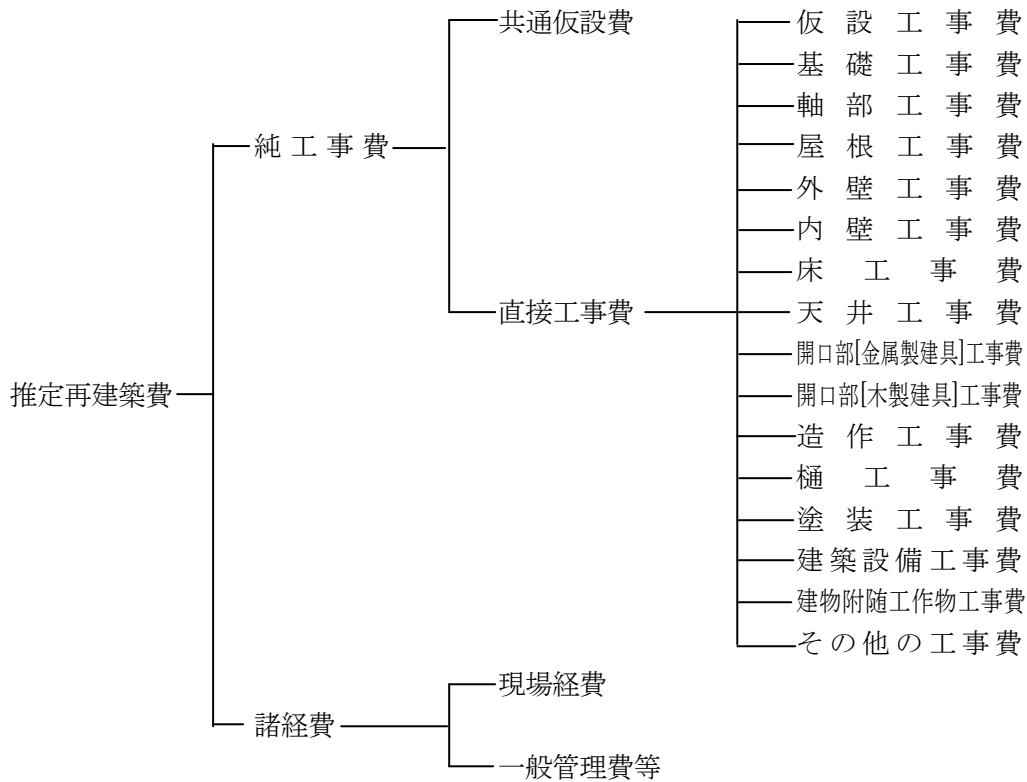 共通仮設費
仮設工事費
基礎工事費
軸部工事費
純工事費
屋根工事費
外壁工事費
内壁工事費
床工事費
直接工事費
天井工事費
開口部[金属製建具]工事費
推定再建築費
開口部[木製建具]工事費
造作工事費
樋工事費
塗装工事費
建築設備工事費
建物附随工作物工事費
その他の工事費
現場経費
諸経費
一般管理費等